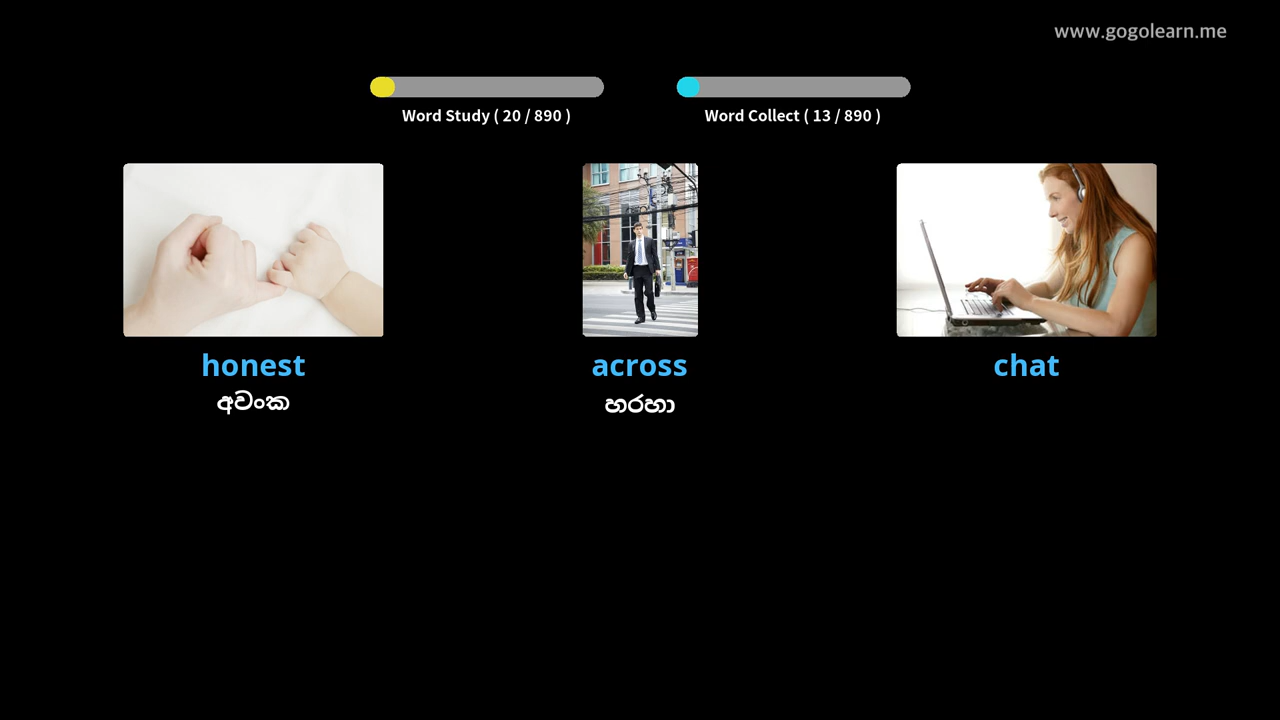 www.gogolearn.me
Word Study ( 20 / 890 )
Word Collect ( 13 / 890 )
honest
across
chat
අවංක
හරහා